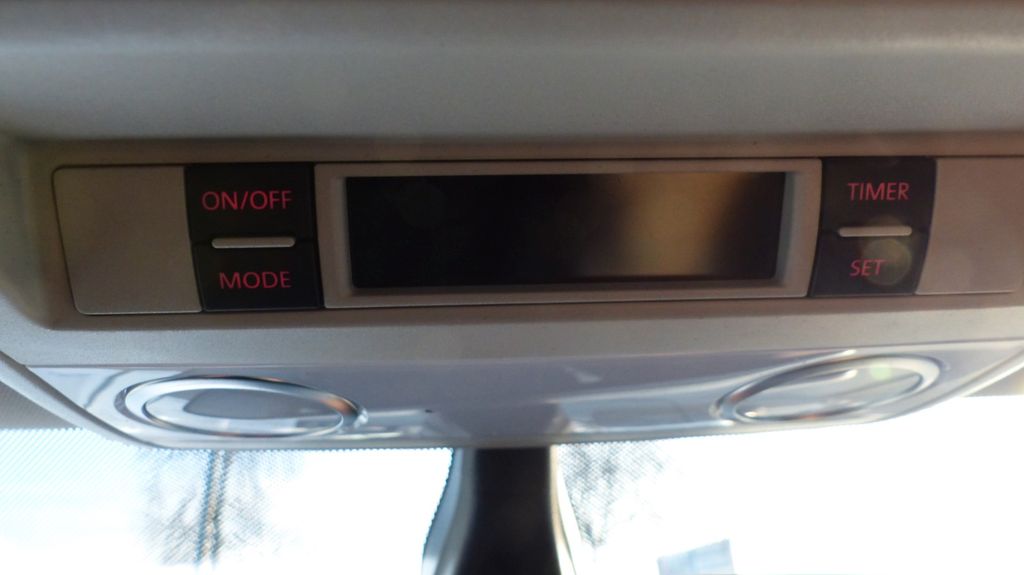 ON/OFF
MODE
TIMER
SET